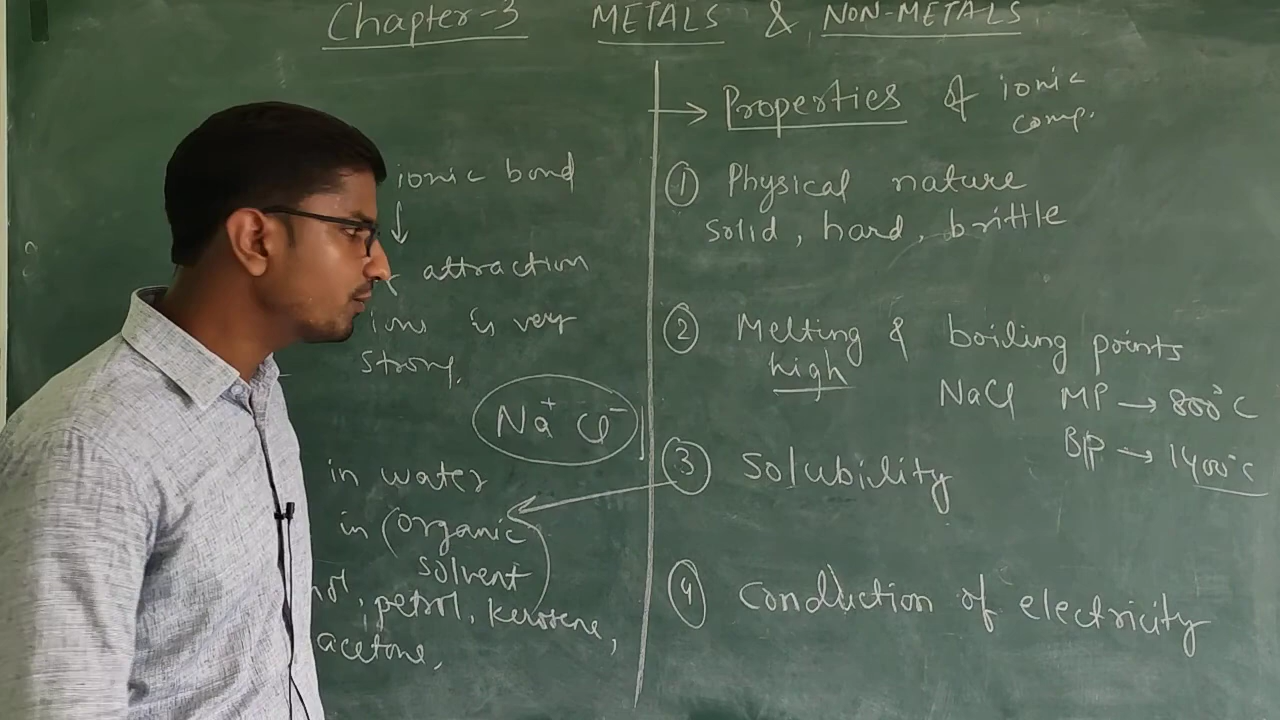 Chapter-3 METALS & NON-METALS
ionic bond
↓
attraction
ions is very
strong.
Na⁺ Cl⁻
in water
in (organic
solvent
nol, petrol, kerosene,
acetone,
→ Properties of ionic
comp.
① Physical nature
solid, hard, brittle
② Melting & boiling points
high
NaCl MP → 800°C
BP → 1400°C
③ Solubility
④ Conduction of electricity